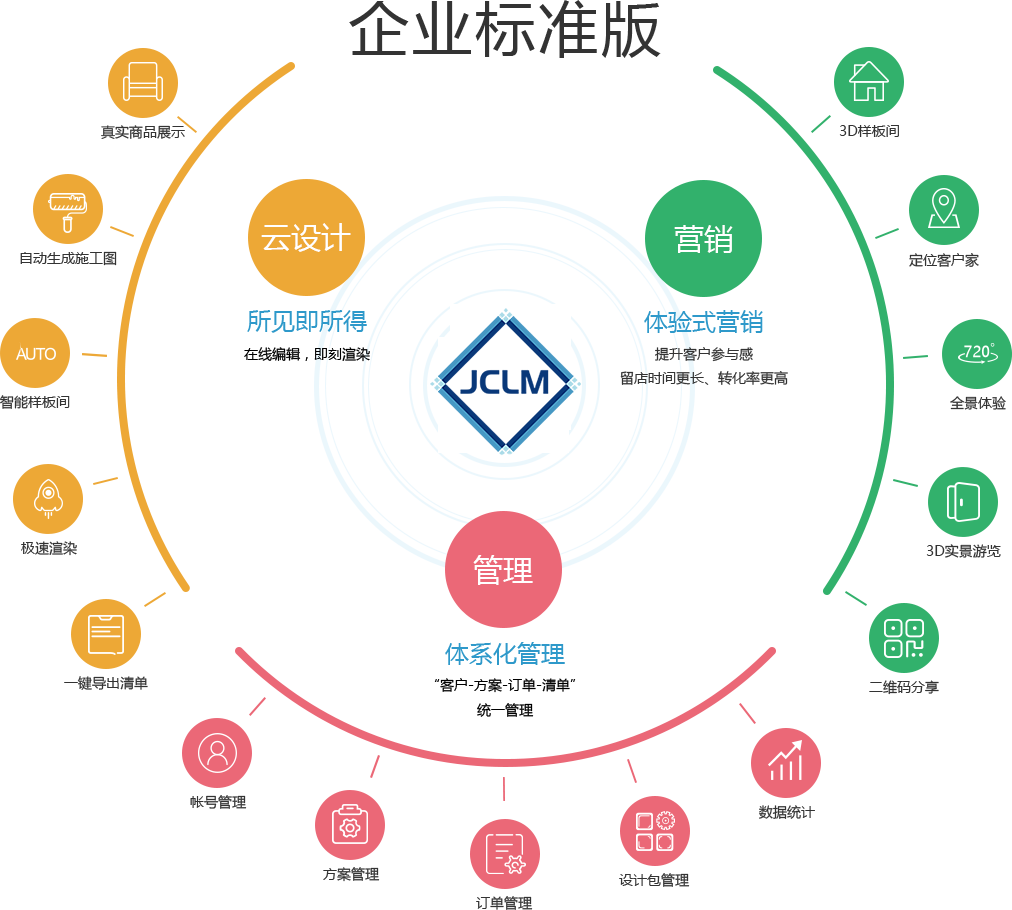 企业标准版
真实商品展示
自动生成施工图
AUTO
智能样板间
极速渲染
一键导出清单
云设计
所见即所得
在线编辑，即刻渲染
JCLM
营销
体验式营销
提升客户参与感
留店时间更长、转化率更高
3D样板间
定位客户家
720°
全景体验
3D实景游览
二维码分享
管理
体系化管理
“客户-方案-订单-清单”
统一管理
帐号管理
方案管理
订单管理
设计包管理
数据统计